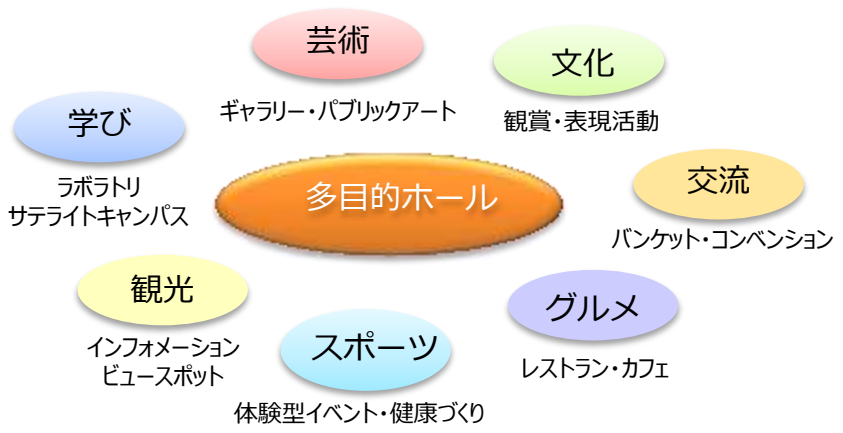 芸術
ギャラリー・パブリックアート
文化
観賞・表現活動
学び
ラボラトリ
サテライトキャンパス
多目的ホール
交流
バンケット・コンベンション
観光
インフォメーション
ビュースポット
スポーツ
体験型イベント・健康づくり
グルメ
レストラン・カフェ